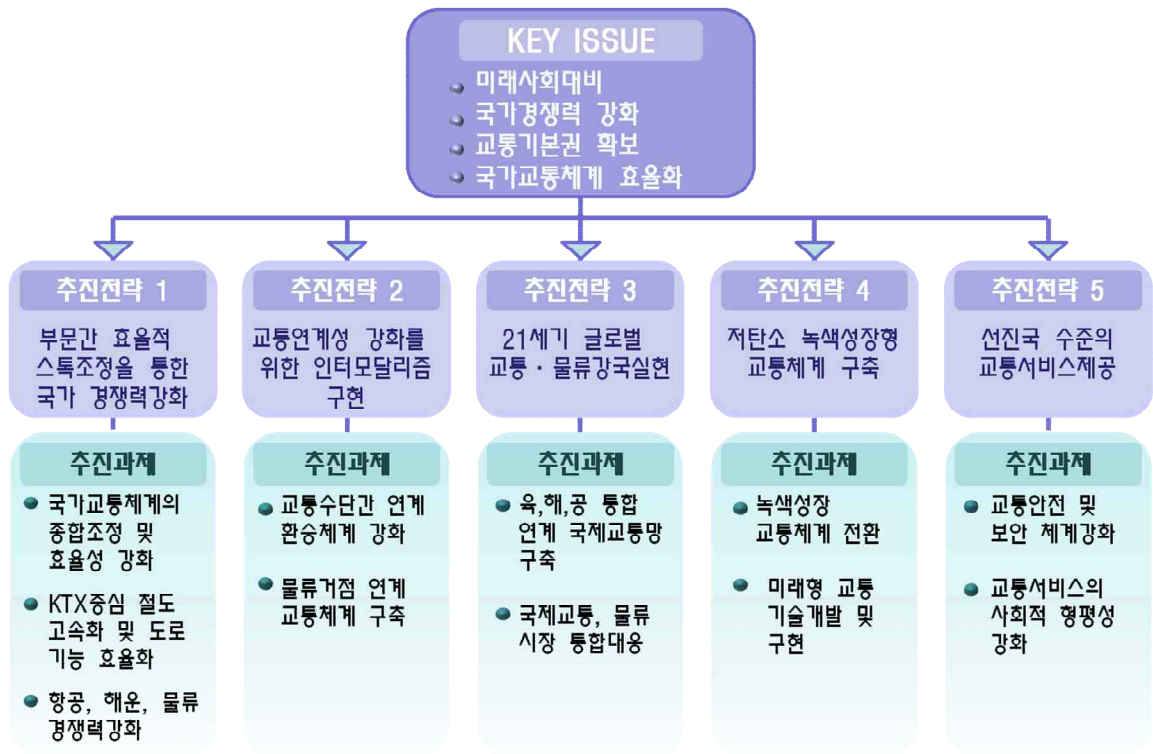 KEY ISSUE
미래사회대비
국가경쟁력 강화
교통기본권 확보
국가교통체계 효율화
추진전략 1
부문간 효율적
스톡조정을 통한
국가 경쟁력강화
추진과제
국가교통체계의
종합조정 및
효율성 강화
KTX중심 철도
고속화 및 도로
기능 효율화
항공, 해운, 물류
경쟁력강화
추진전략 2
교통연계성 강화를
위한 인터모달리즘
구현
추진과제
교통수단간 연계
환승체계 강화
물류거점 연계
교통체계 구축
추진전략 3
21세기 글로벌
교통·물류강국실현
추진과제
육,해,공 통합
연계 국제교통망
구축
국제교통, 물류
시장 통합대응
추진전략 4
저탄소 녹색성장형
교통체계 구축
추진과제
녹색성장
교통체계 전환
미래형 교통
기술개발 및
구현
추진전략 5
선진국 수준의
교통서비스제공
추진과제
교통안전 및
보안 체계강화
교통서비스의
사회적 형평성
강화